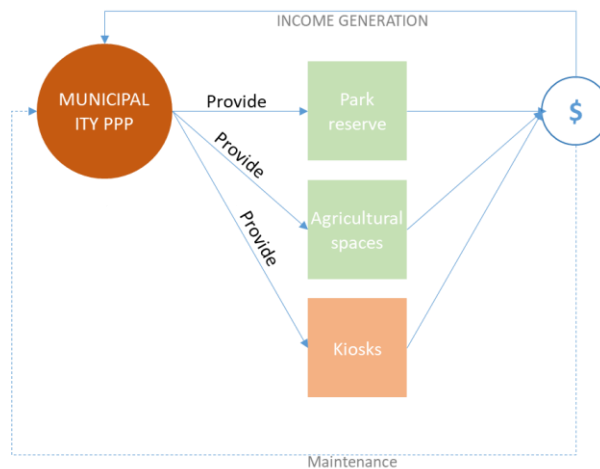 INCOME GENERATION
MUNICIPAL
ITY PPP
Provide
Park
reserve
$
Provide
Agricultural
spaces
Provide
Kiosks
Maintenance